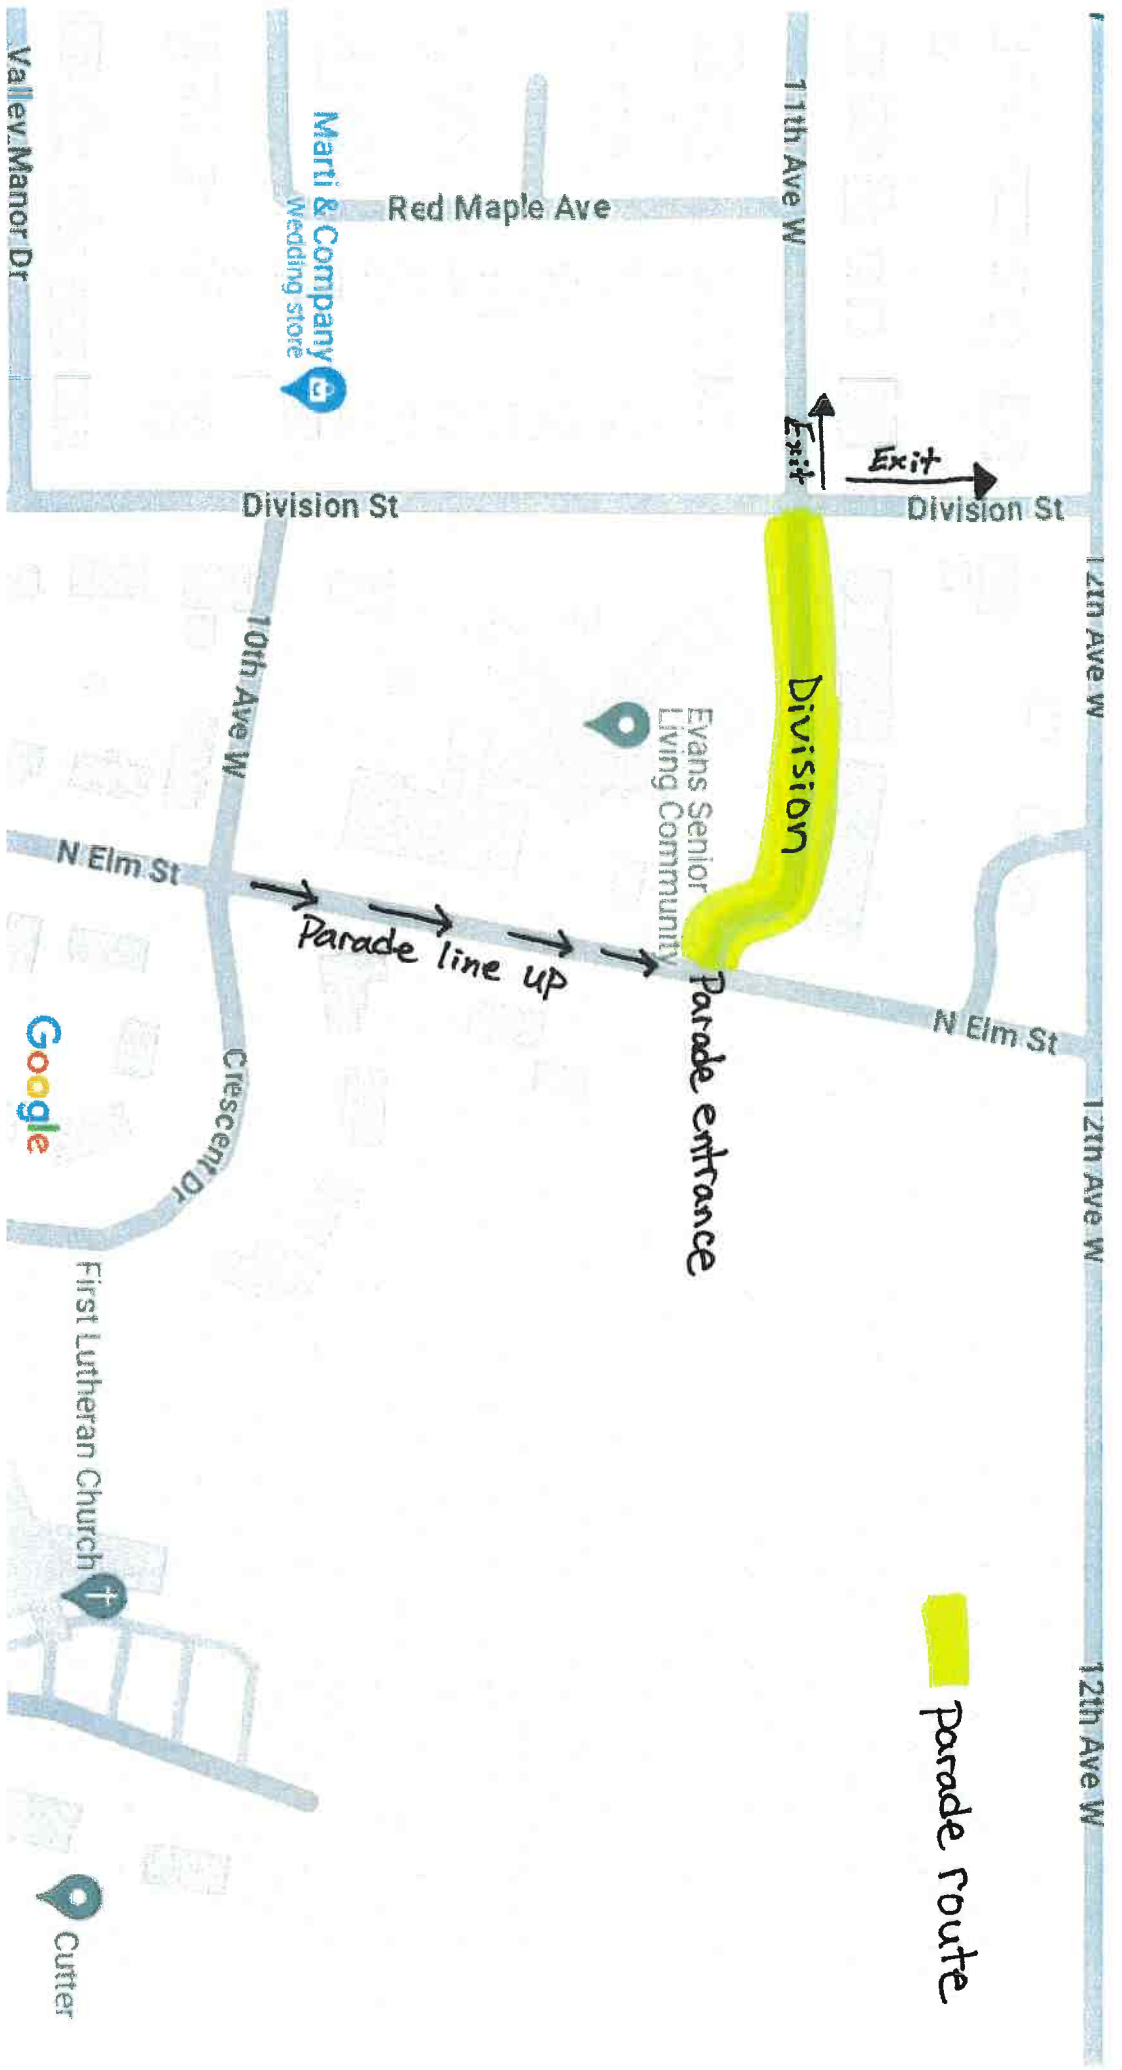 Valley Manor Dr
Marti & Company
Wedding store
Red Maple Ave
11th Ave W
Exit
Exit
Division St
Division St
12th Ave W
10th Ave W
Division
Evans Senior
Living Community
N Elm St
Parade line up
Parade entrance
N Elm St
12th Ave W
Crescent Dr
Google
First Lutheran Church
parade route
12th Ave W
Cutter